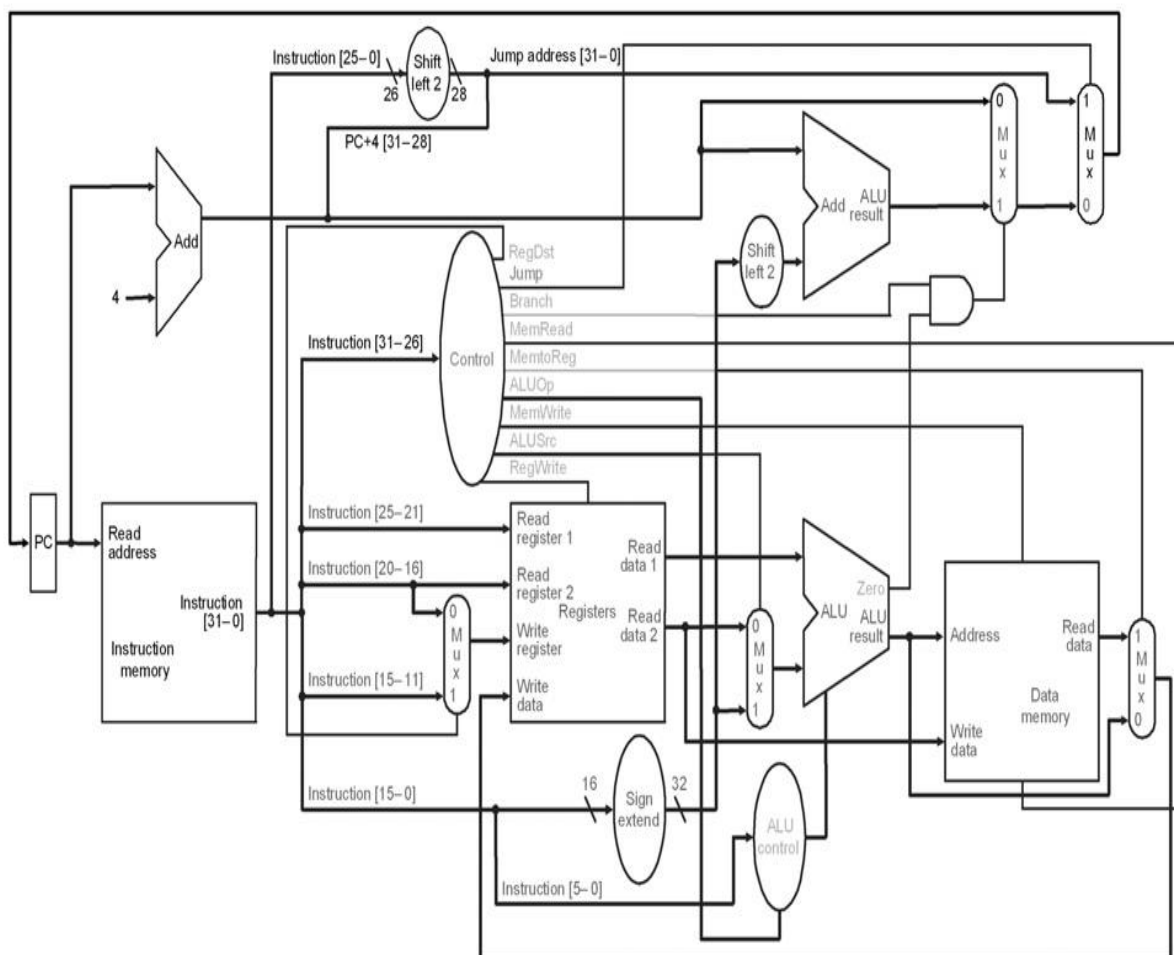 Instruction [25–0]
Shift
left 2
Jump address [31–0]
26
28
PC+4 [31–28]
Add
4
0
M
u
x
1
1
M
u
x
0
Add
ALU
result
Shift
left 2
RegDst
Jump
Branch
MemRead
MemtoReg
ALUOp
MemWrite
ALUSrc
RegWrite
Instruction [31–26]
Control
PC
Read
address
Instruction
[31–0]
Instruction
memory
Instruction [25–21]
Instruction [20–16]
Instruction [15–11]
Instruction [15–0]
Instruction [5–0]
0
M
u
x
1
Read
register 1
Read
register 2
Write
register
Write
data
Registers
Read
data 1
Read
data 2
0
M
u
x
1
Zero
ALU
ALU
result
Address
Write
data
Read
data
Data
memory
1
M
u
x
0
16
Sign
extend
32
ALU
control